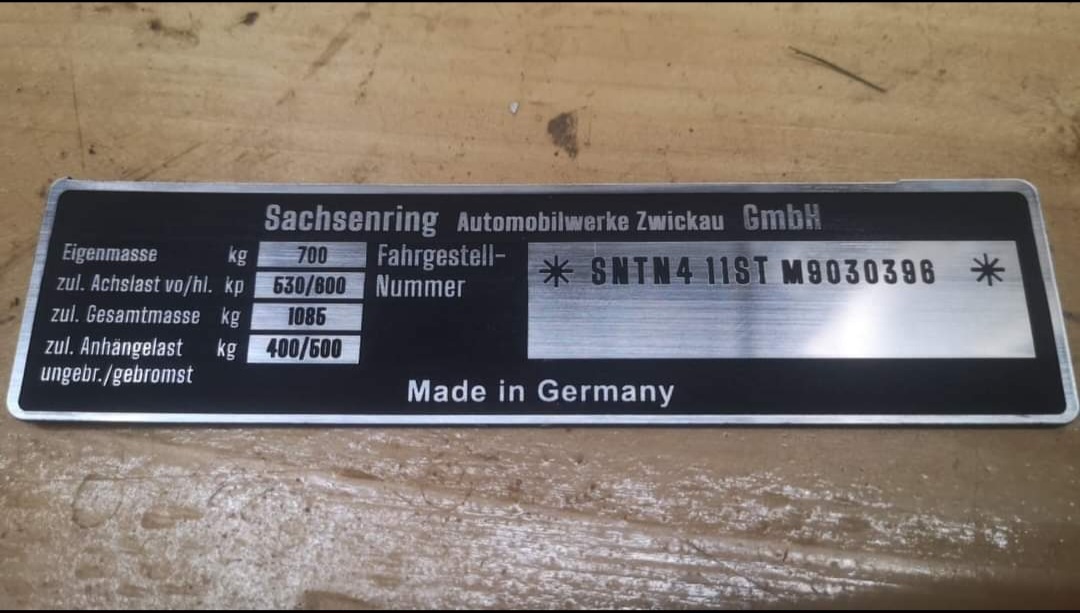 Sachsenring Automobilwerke Zwickau GmbH
Eigenmasse kg 700
zul. Achslast vo/hl. kp 530/600
zul. Gesamtmasse kg 1085
zul. Anhängelast kg 400/500
ungebr./gebromst
Fahrgestell-
Nummer
* SNTN4 11ST M9030396 *
Made in Germany